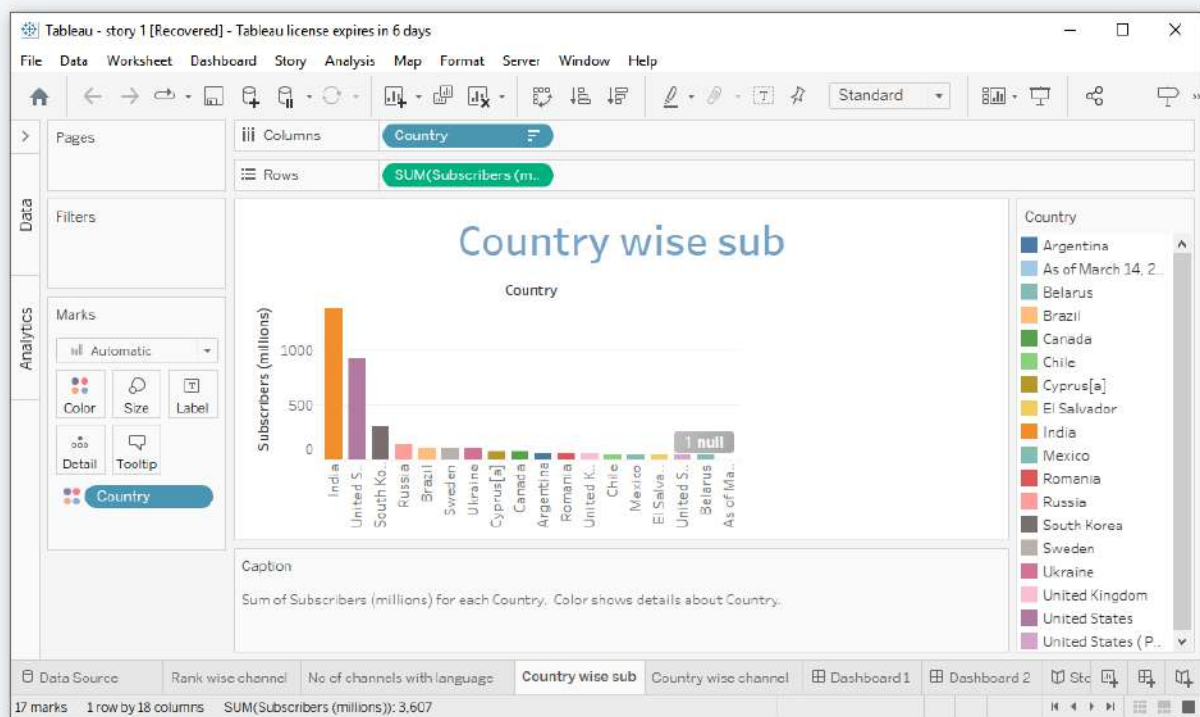 Tableau - story 1 [Recovered] - Tableau license expires in 6 days
File Data Worksheet Dashboard Story Analysis Map Format Server Window Help
Standard
Pages
iii Columns
Country
Rows
SUM(Subscribers (m..
Data
Analytics
Filters
Marks
Automatic
Color Size Label
Detail Tooltip
Country
Country wise sub
Country
Subscribers (millions)
1000
500
0
1 null
India
United S..
South Ko..
Russia
Brazil
Sweden
Ukraine
Cyprus[a]
Canada
Argentina
Romania
United K..
Chile
Mexico
El Salva..
United S..
Belarus
As of Ma..
Caption
Sum of Subscribers (millions) for each Country. Color shows details about Country.
Country
Argentina
As of March 14, 2..
Belarus
Brazil
Canada
Chile
Cyprus[a]
El Salvador
India
Mexico
Romania
Russia
South Korea
Sweden
Ukraine
United Kingdom
United States
United States (P..
Data Source Rank wise channel No of channels with language Country wise sub Country wise channel Dashboard 1 Dashboard 2 Stc
17 marks 1 row by 18 columns SUM(Subscribers (millions)): 3,607